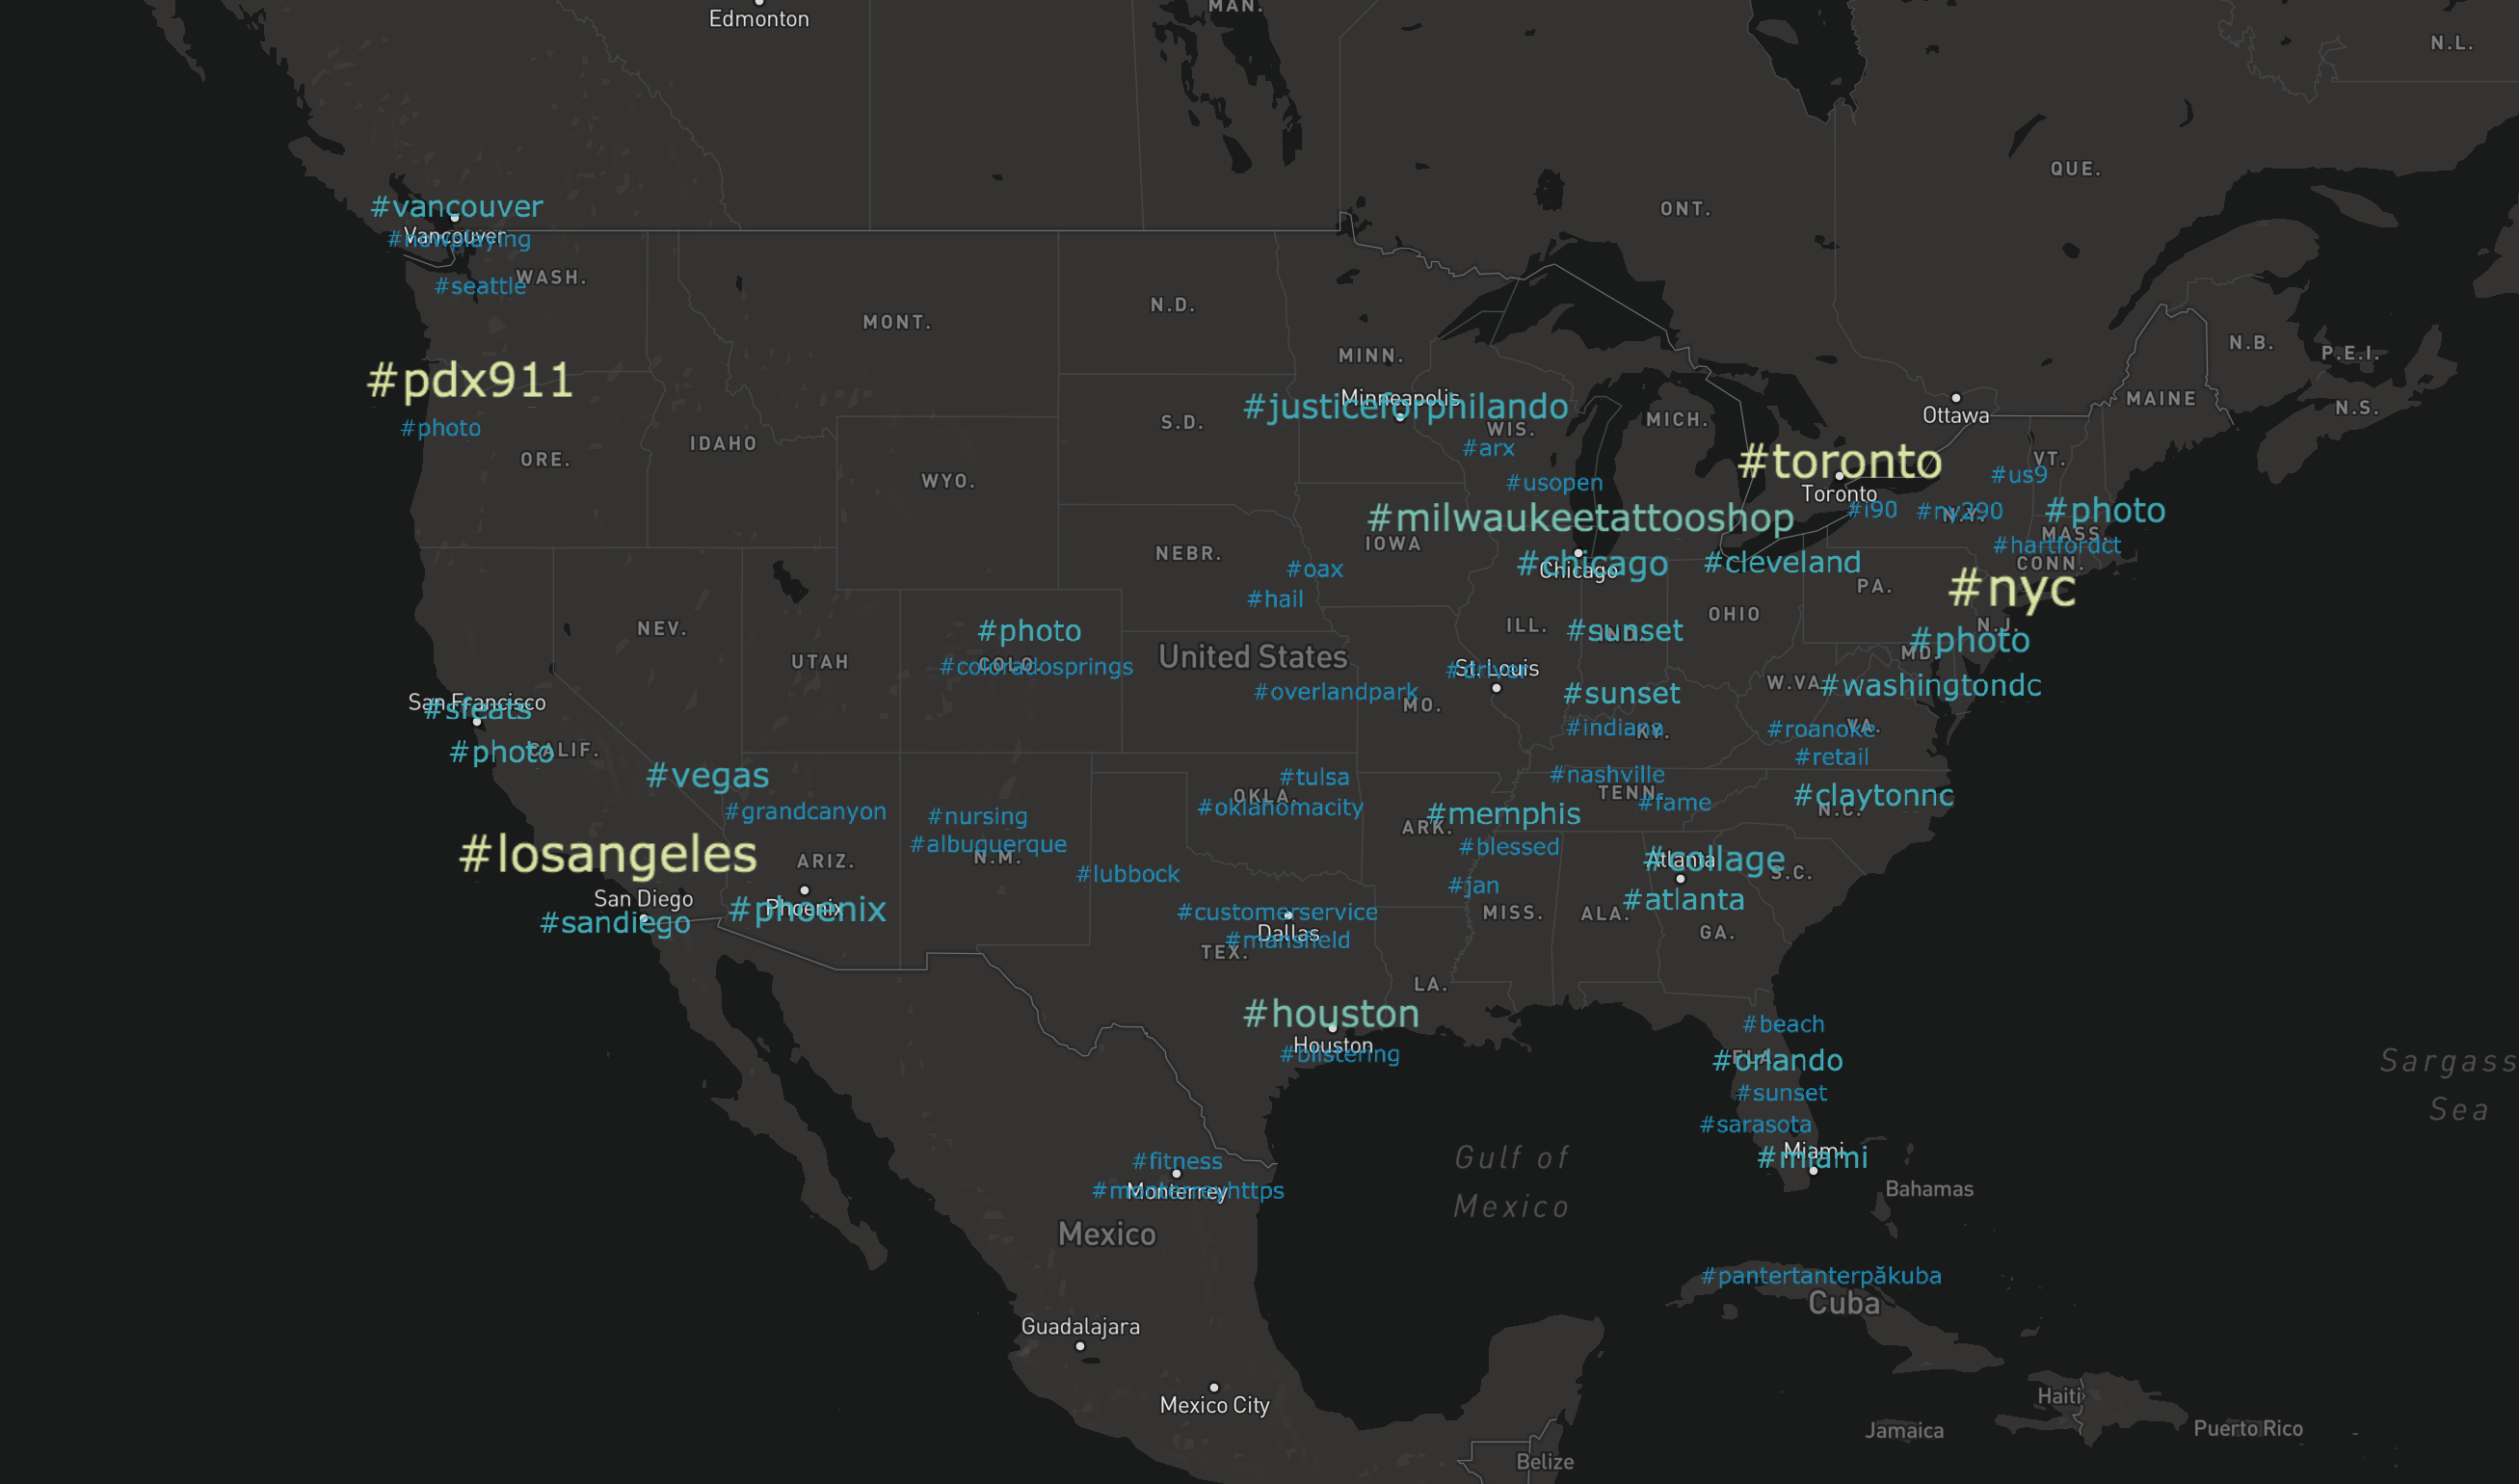 MAN.
Edmonton
N.L.
QUE.
ONT.
#vancouver
Vancouver
#nowplaying
WASH.
#seattle
N.D.
MONT.
N.B.
P.E.I.
MINN.
#pdx911
Minneapolis
#justiceforphilando
MAINE
N.S.
Ottawa
#photo
S.D.
WIS.
MICH.
IDAHO
ORE.
#arx
#toronto
VT.
#us9
WYO.
#usopen
Toronto
#i90
#ny290
N.Y.
#photo
#milwaukeetattooshop
MASS.
IOWA
#hartfordct
NEBR.
#chicago
Chicago
#cleveland
CONN.
#oax
PA.
#nyc
#hail
OHIO
NEV.
#photo
ILL.
#sunset
IND.
N.J.
#photo
UTAH
COLO.
#coloradosprings
United States
St. Louis
#driver
MD.
W.VA.
#washingtondc
#overlandpark
MO.
#sunset
San Francisco
#sfeats
#indiana
KY.
#roanoke
VA.
#photo
CALIF.
#retail
#vegas
#tulsa
#nashville
OKLA.
TENN.
#fame
#claytonnc
N.C.
#grandcanyon
#nursing
#oklahomacity
#memphis
ARK.
#losangeles
ARIZ.
#albuquerque
N.M.
#blessed
Atlanta
#collage
S.C.
#lubbock
#jan
San Diego
#sandiego
Phoenix
#phoenix
#customerservice
Dallas
#mansfield
MISS.
ALA.
#atlanta
GA.
TEX.
LA.
#houston
Houston
#blistering
#beach
#orlando
FLA.
#sunset
#sarasota
Sargass
Sea
Miami
#miami
#fitness
Monterrey
#monterreyhttps
Gulf of
Mexico
Bahamas
Mexico
#pantertanterpåkuba
Cuba
Guadalajara
Mexico City
Haiti
Jamaica
Puerto Rico
Belize